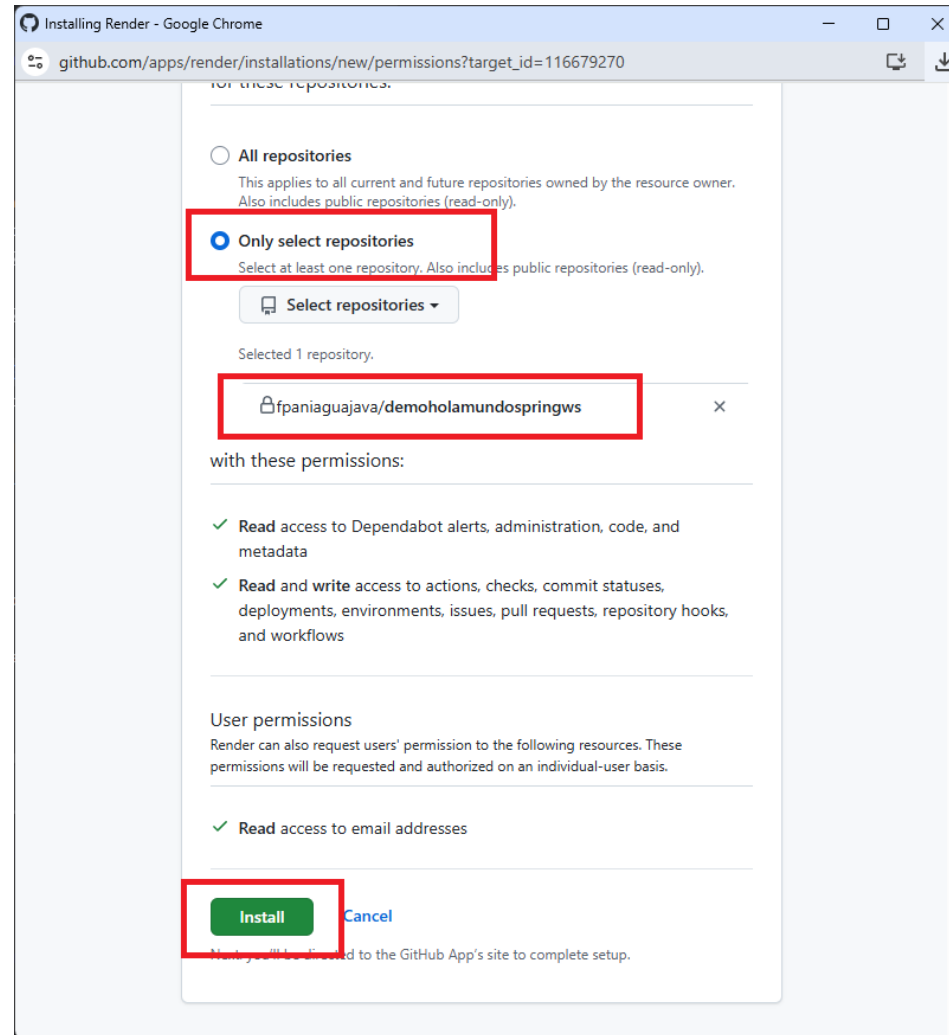 Installing Render - Google Chrome
github.com/apps/render/installations/new/permissions?target_id=116679270
for these repositories:
All repositories
This applies to all current and future repositories owned by the resource owner.
Also includes public repositories (read-only).
Only select repositories
Select at least one repository. Also includes public repositories (read-only).
Select repositories
Selected 1 repository.
fpaniaguajava/demoholamundospringws
with these permissions:
Read access to Dependabot alerts, administration, code, and
metadata
Read and write access to actions, checks, commit statuses,
deployments, environments, issues, pull requests, repository hooks,
and workflows
User permissions
Render can also request users' permission to the following resources. These
permissions will be requested and authorized on an individual-user basis.
Read access to email addresses
Install Cancel
Next: you'll be directed to the GitHub App's site to complete setup.